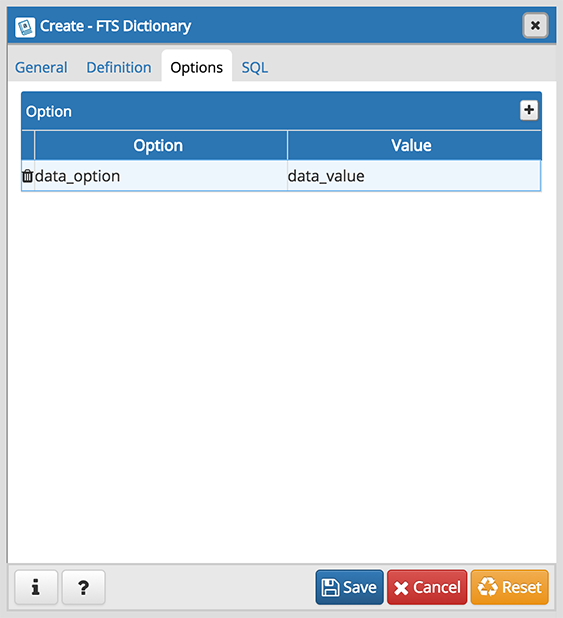 Create - FTS Dictionary
General Definition Options SQL
Option
Option Value
data_option data_value
i ? Save Cancel Reset